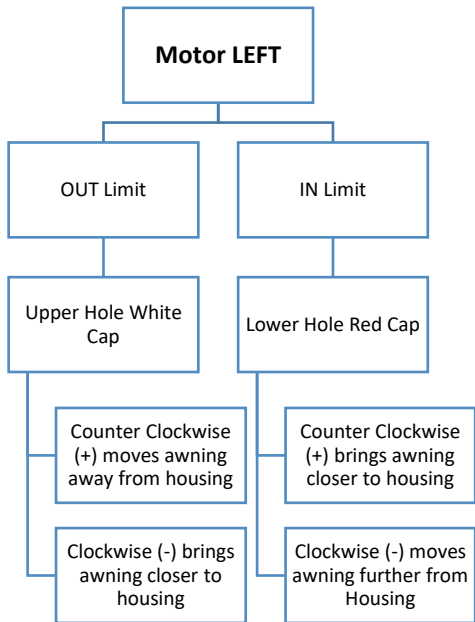 Motor LEFT
OUT Limit
IN Limit
Upper Hole White
Cap
Lower Hole Red Cap
Counter Clockwise
(+) moves awning
away from housing
Counter Clockwise
(+) brings awning
closer to housing
Clockwise (-) brings
awning closer to
housing
Clockwise (-) moves
awning further from
Housing